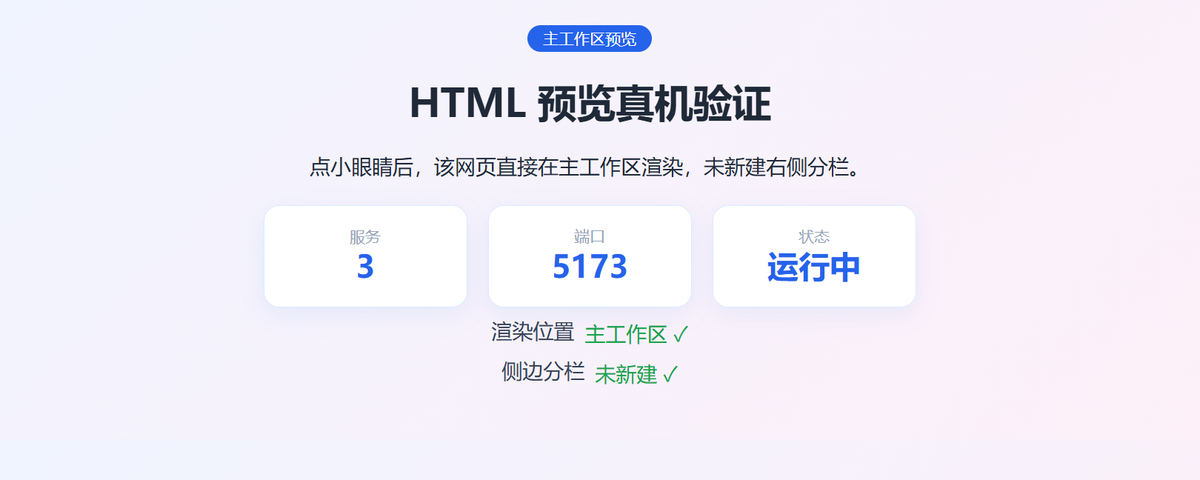 主工作区预览
HTML 预览真机验证
点小眼睛后，该网页直接在主工作区渲染，未新建右侧分栏。
服务 端口 状态
3 5173 运行中
渲染位置 主工作区 ✓
侧边分栏 未新建 ✓